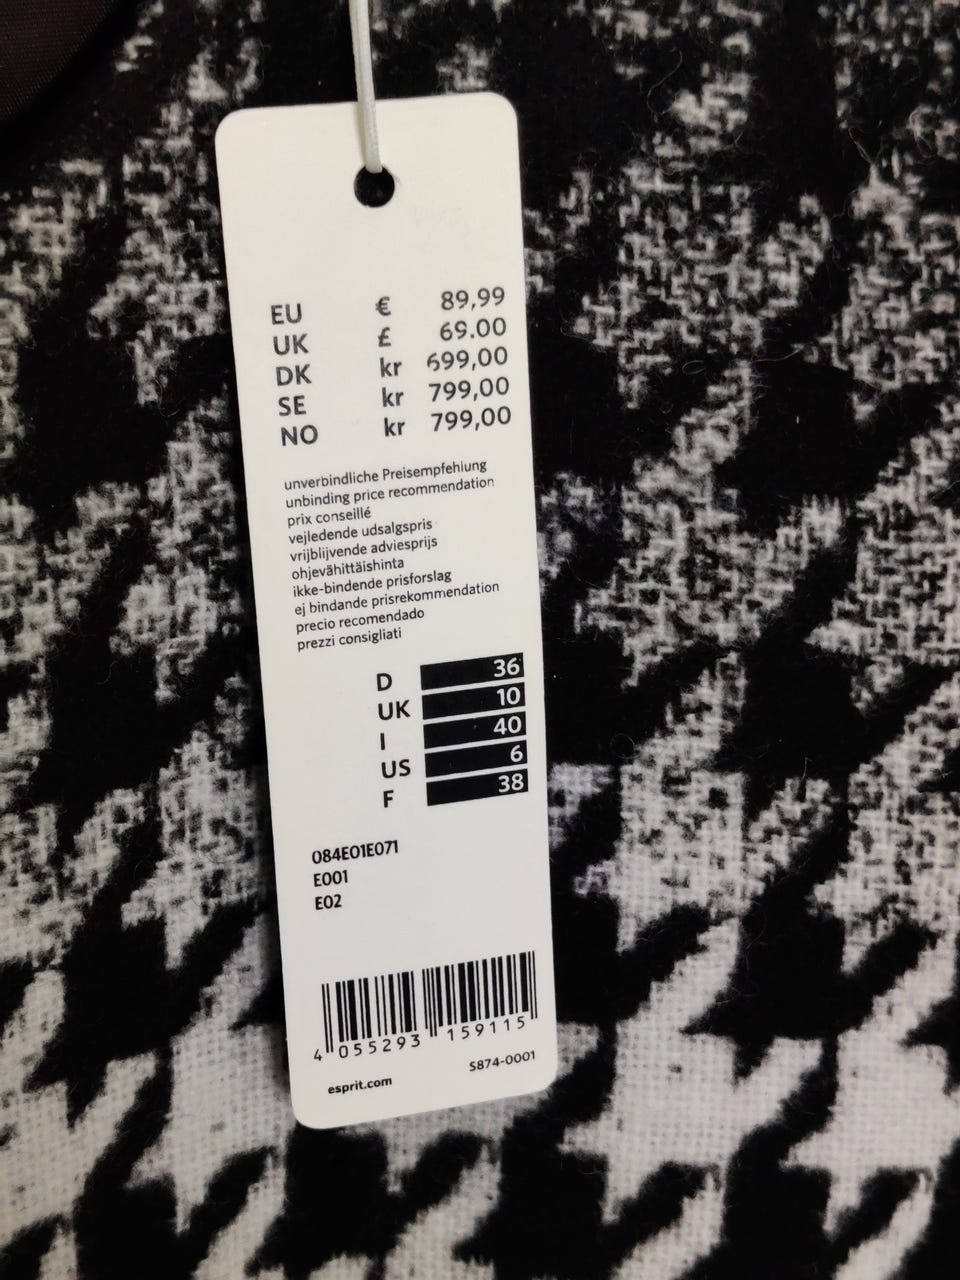 EU € 89,99
UK £ 69.00
DK kr 699,00
SE kr 799,00
NO kr 799,00
unverbindliche Preisempfehlung
unbinding price recommendation
prix conseillé
vejledende udsalgspris
vrijblijvende adviesprijs
ohjevähittäishinta
ikke-bindende prisforslag
ej bindande prisrekommendation
precio recomendado
prezzi consigliati
D 36
UK 10
I 40
US 6
F 38
084E01E071
E001
E02
4 055293 159115
esprit.com S874-0001